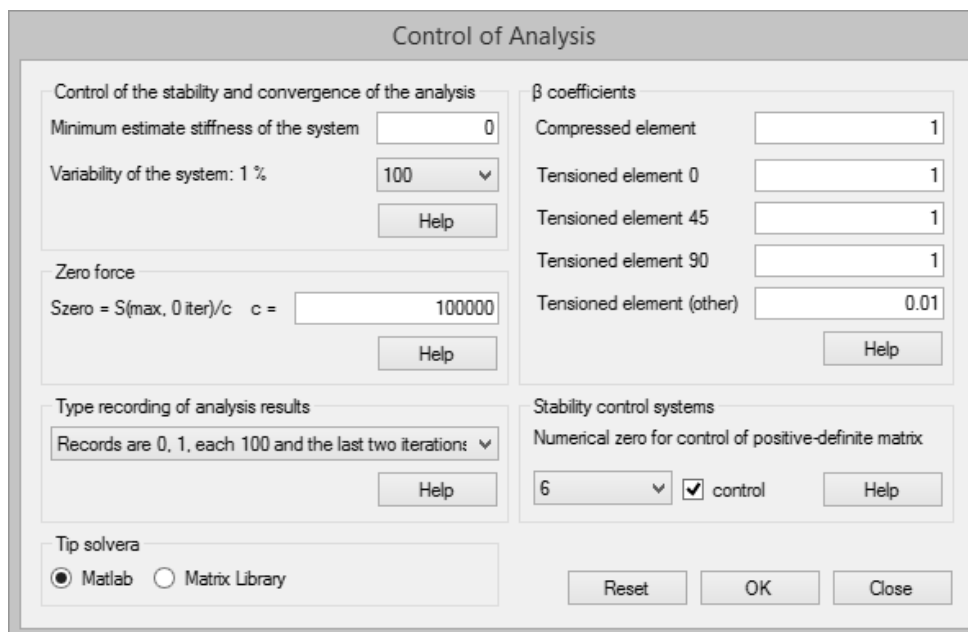 Control of Analysis
Control of the stability and convergence of the analysis
Minimum estimate stiffness of the system 0
Variability of the system: 1 % 100
Help
Zero force
Szero = S(max, 0 iter)/c c = 100000
Help
Type recording of analysis results
Records are 0, 1, each 100 and the last two iterations
Help
Tip solvera
Matlab Matrix Library
β coefficients
Compressed element 1
Tensioned element 0 1
Tensioned element 45 1
Tensioned element 90 1
Tensioned element (other) 0.01
Help
Stability control systems
Numerical zero for control of positive-definite matrix
6 control Help
Reset OK Close